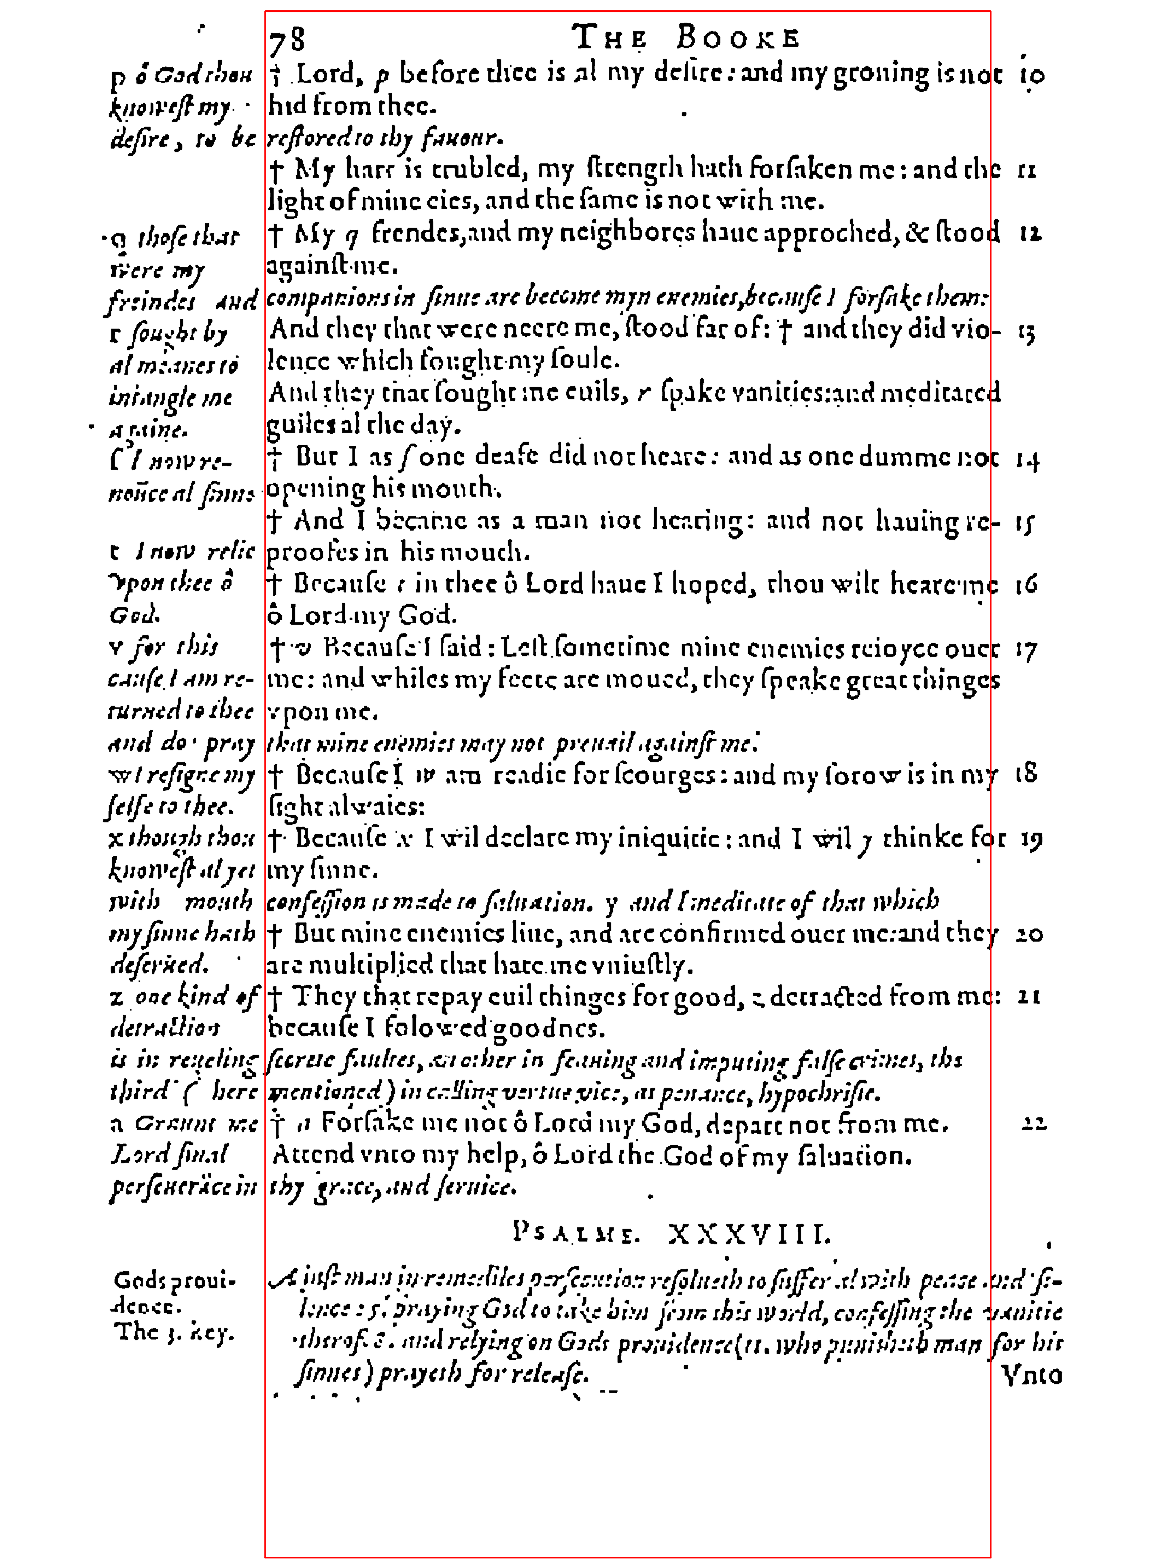 78 THE BOOKE
p ô God thou † Lord, p before thee is al my desire: and my groning is not 10
knowest my hid from thee.
desire, to be restored to thy fauour.
† My hart is trubled, my strength hath forsaken me: and the 11
light of mine eies, and the same is not with me.
q those that † My q frendes, and my neighbores haue approched, & stood 12
were my against me.
freindes and companions in sinne are become myn enemies, because I forsake them:
r sought by And they that were neere me, stood far of: † and they did vio- 13
al meanes to lence which sought my soule.
intangle me And they that sought me euils, r spake vanities: and meditated
againe. guiles al the day.
ſ I now re- † But I as ſ one deafe did not heare: and as one dumme not 14
noūce al sinne opening his mouth.
† And I became as a man not hearing: and not hauing re- 15
t I now relie proofes in his mouth.
vpon thee ô † Because t in thee ô Lord haue I hoped, thou wilt heare me 16
God. ô Lord my God.
v for this † v Because I said: Lest sometime mine enemies reioyce ouer 17
cause I am re- me: and whiles my feete are moued, they speake great thinges
turned to thee vpon me.
and do pray that mine enemies may not preuail against me.
w I resigne my † Because I w am readie for scourges: and my sorow is in my 18
selfe to thee. sight alwaies:
x though thou † Because x I wil declare my iniquitie: and I wil y thinke for 19
knowest al yet my sinne.
with mouth confession is made to saluation. y and I meditate of that which
my sinne hath † But mine enemies liue, and are confirmed ouer me: and they 20
deserued. are multiplied that hate me vniustly.
z one kind of † They that repay euil thinges for good, z detracted from me: 21
detraction because I folowed goodnes.
is in reueling secrete faultes, an other in feaning and imputing false crimes, the
third ( here mentioned ) in calling vertue vice, as penance, hypochrisie.
a Graunt me † a Forsake me not ô Lord my God, depart not from me. 22
Lord final Attend vnto my help, ô Lord the God of my saluation.
perseuerāce in thy grace, and seruice.
PSALME. XXXVIII.
Gods proui- A iust man in remediles persecution resolueth to suffer al with peace and si-
dence. lence: 5. praying God to take him from this world, confessing the vanitie
The 3. key. therof. 8. and relying on Gods prouidence (12. who punisheth man for his
sinnes) prayeth for release.
Vnto